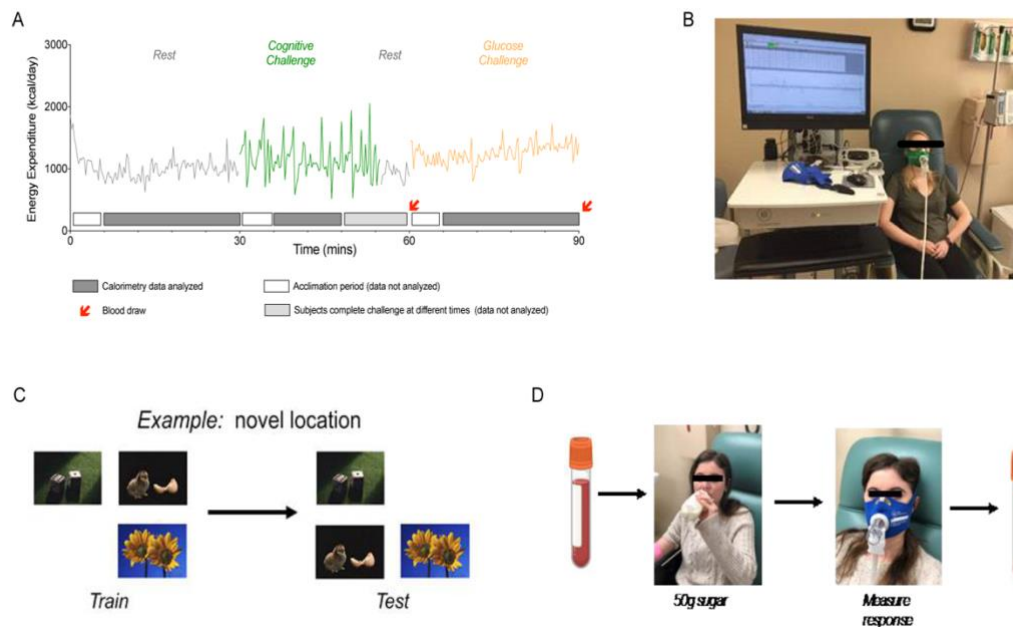 A
B
3000
2000
1000
0
Energy Expenditure (kcal/day)
Rest
Cognitive
Challenge
Rest
Glucose
Challenge
0
30
60
90
Time (mins)
Calorimetry data analyzed
Acclimation period (data not analyzed)
Blood draw
Subjects complete challenge at different times (data not analyzed)
C
D
Example: novel location
Train
Test
50g sugar
Measure
response